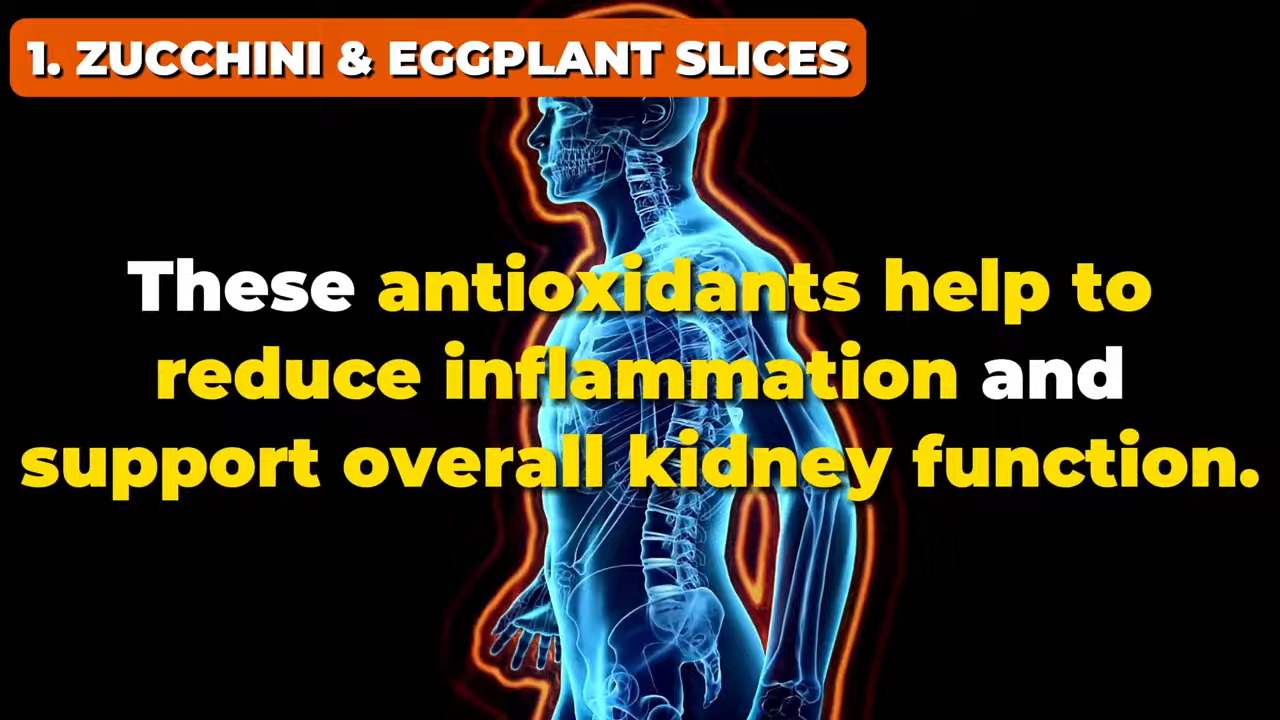 1. ZUCCHINI & EGGPLANT SLICES
These antioxidants help to
reduce inflammation and
support overall kidney function.